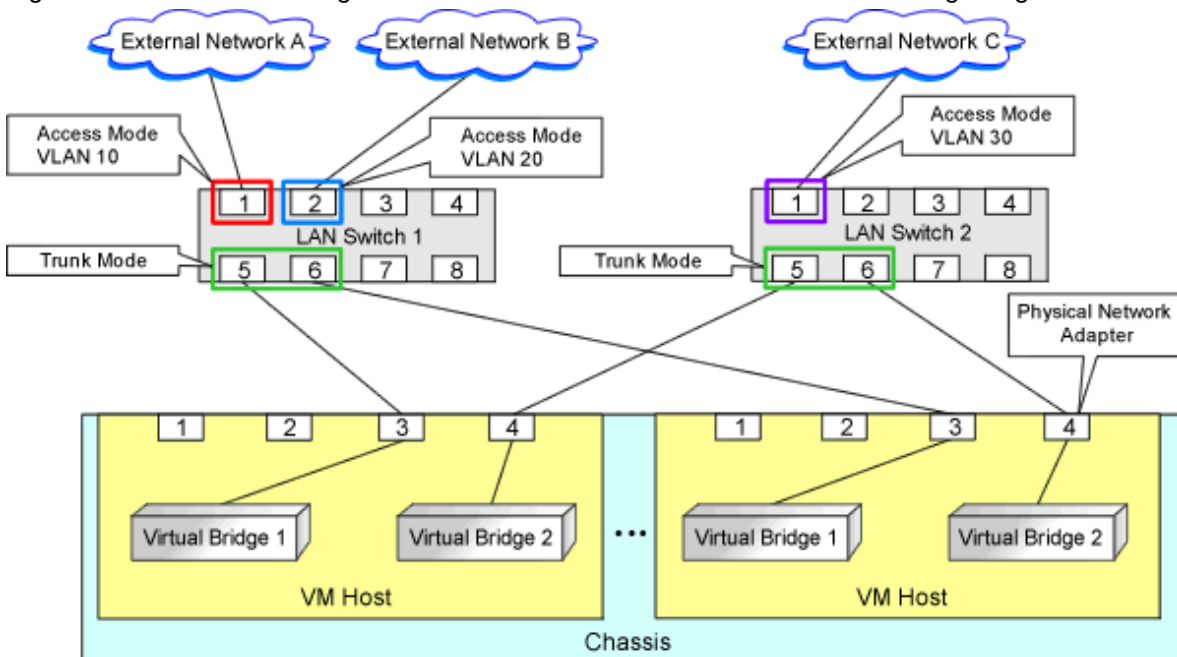 External Network A
External Network B
External Network C
Access Mode
VLAN 10
Access Mode
VLAN 20
Access Mode
VLAN 30
1 2 3 4
LAN Switch 1
5 6 7 8
Trunk Mode
1 2 3 4
LAN Switch 2
5 6 7 8
Trunk Mode
Physical Network
Adapter
1 2 3 4
Virtual Bridge 1
Virtual Bridge 2
VM Host
...
1 2 3 4
Virtual Bridge 1
Virtual Bridge 2
VM Host
Chassis